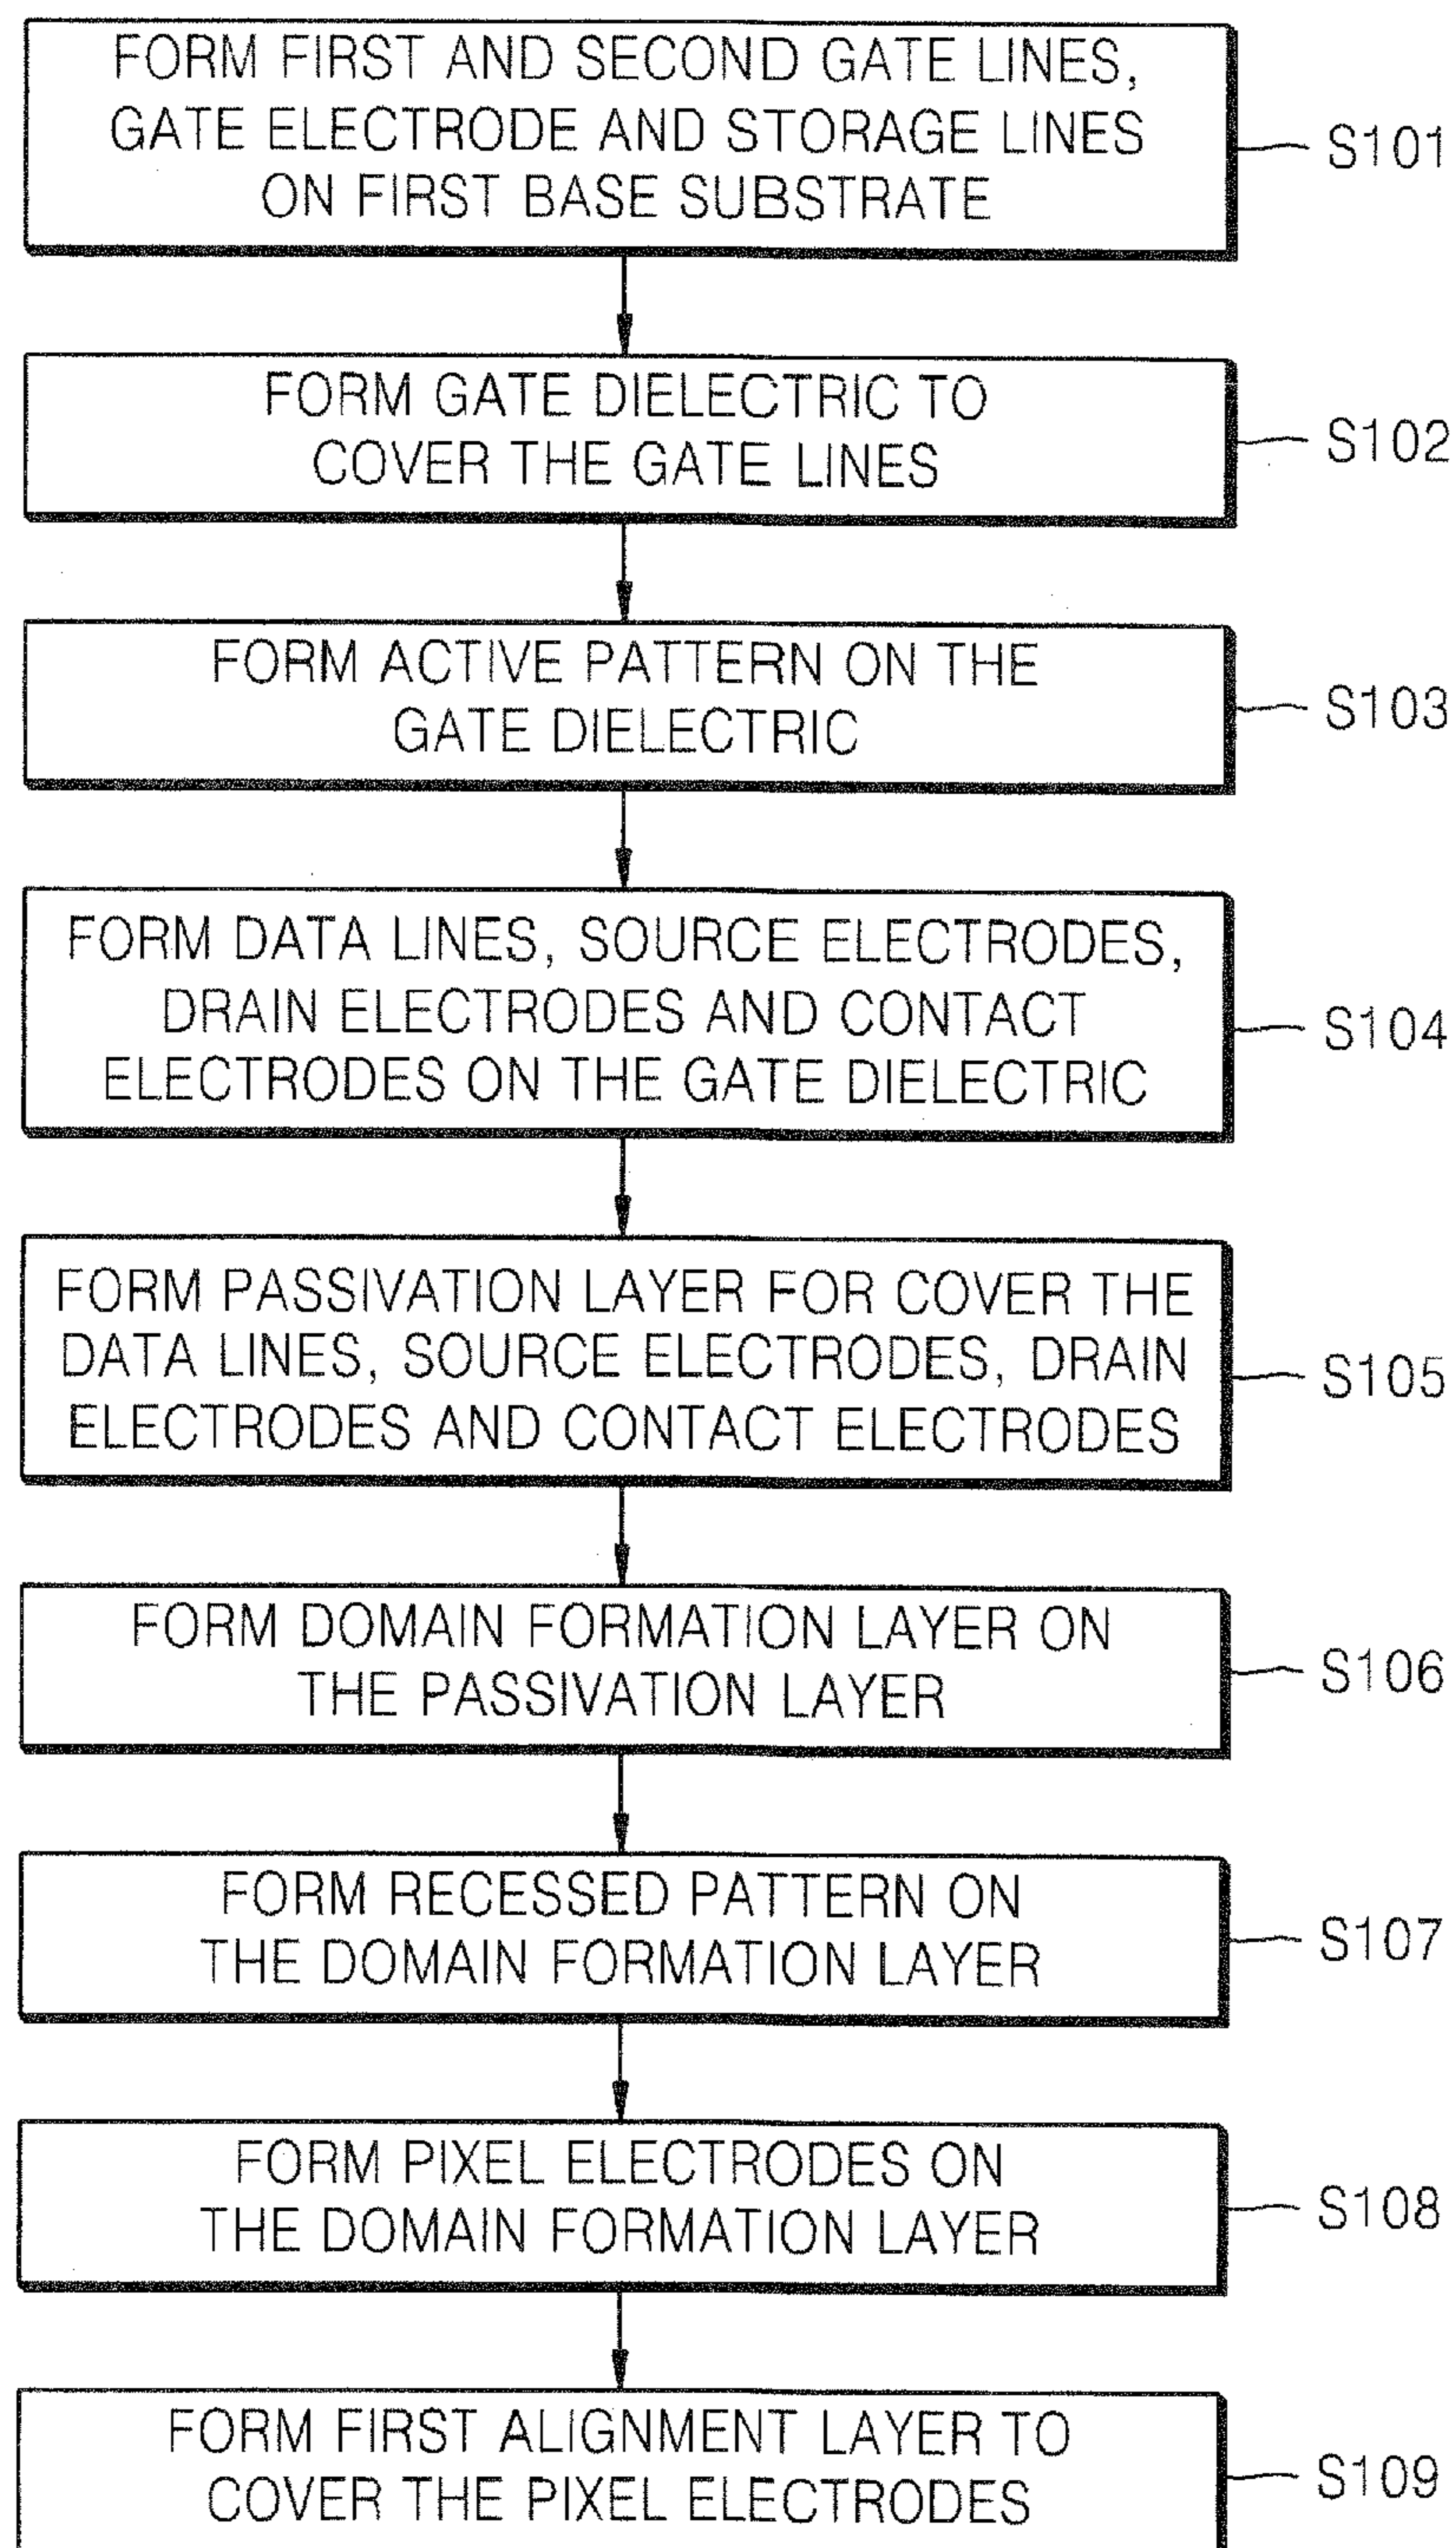 FORM FIRST AND SECOND GATE LINES,
GATE ELECTRODE AND STORAGE LINES
ON FIRST BASE SUBSTRATE
S101
FORM GATE DIELECTRIC TO
COVER THE GATE LINES
S102
FORM ACTIVE PATTERN ON THE
GATE DIELECTRIC
S103
FORM DATA LINES, SOURCE ELECTRODES,
DRAIN ELECTRODES AND CONTACT
ELECTRODES ON THE GATE DIELECTRIC
S104
FORM PASSIVATION LAYER FOR COVER THE
DATA LINES, SOURCE ELECTRODES, DRAIN
ELECTRODES AND CONTACT ELECTRODES
S105
FORM DOMAIN FORMATION LAYER ON
THE PASSIVATION LAYER
S106
FORM RECESSED PATTERN ON
THE DOMAIN FORMATION LAYER
S107
FORM PIXEL ELECTRODES ON
THE DOMAIN FORMATION LAYER
S108
FORM FIRST ALIGNMENT LAYER TO
COVER THE PIXEL ELECTRODES
S109